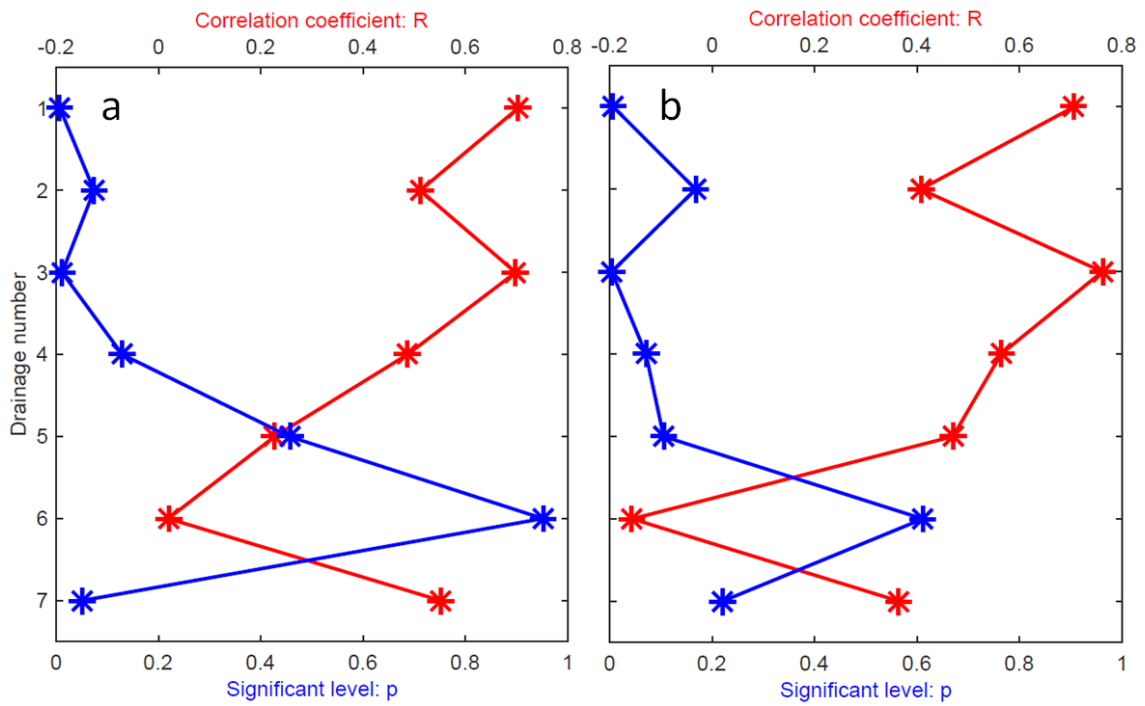 Correlation coefficient: R
-0.2 0 0.2 0.4 0.6 0.8
a
1
2
3
4
5
6
7
Drainage number
0 0.2 0.4 0.6 0.8 1
Significant level: p
Correlation coefficient: R
-0.2 0 0.2 0.4 0.6 0.8
b
0 0.2 0.4 0.6 0.8 1
Significant level: p